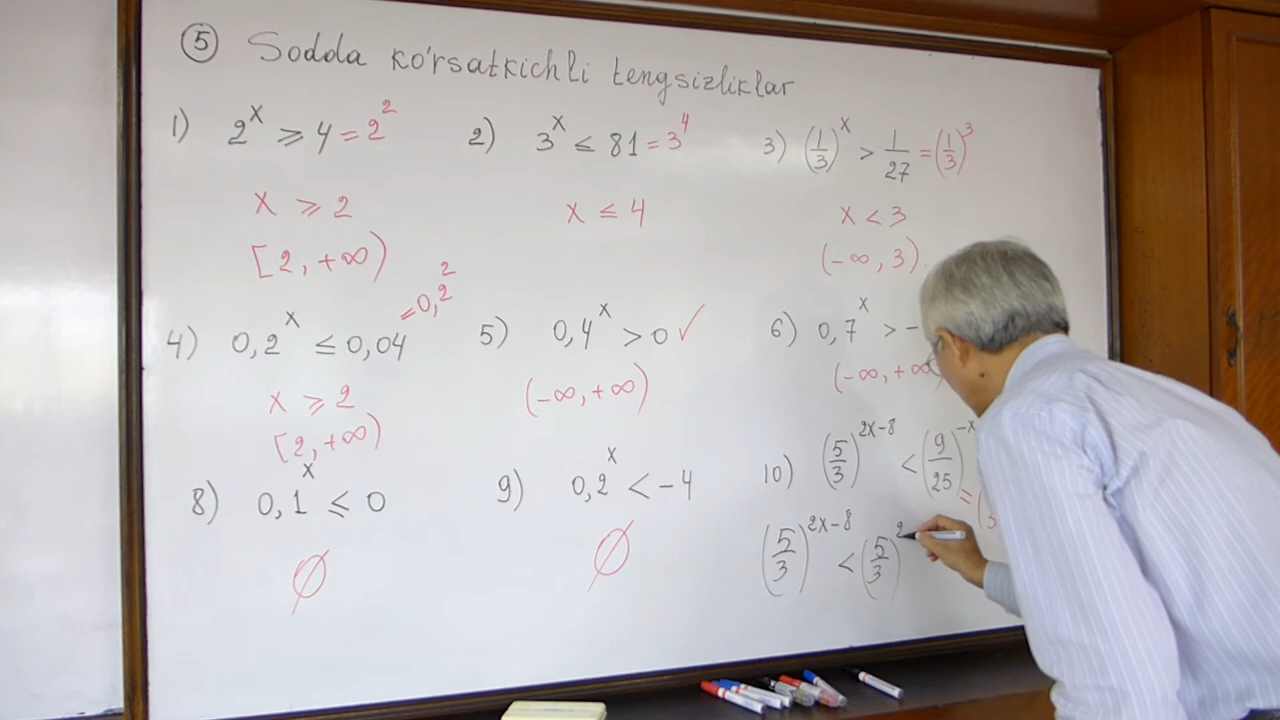 ⑤ Sodda ko'rsatkichli tengsizliklar
1) 2^x ≥ 4 = 2^2
x ≥ 2
[2, +∞)
2) 3^x ≤ 81 = 3^4
x ≤ 4
3) (1/3)^x > 1/27 = (1/3)^3
x < 3
(-∞, 3).
4) 0,2^x ≤ 0,04 = 0,2^2
x ≥ 2
[2, +∞)
5) 0,4^x > 0 ✓
(-∞, +∞)
6) 0,7^x > -
(-∞, +∞
8) 0,1^x ≤ 0
∅
9) 0,2^x < -4
∅
10) (5/3)^(2x-8) < (9/25)^(-x
= (
(5/3)^(2x-8) < (5/3)^2